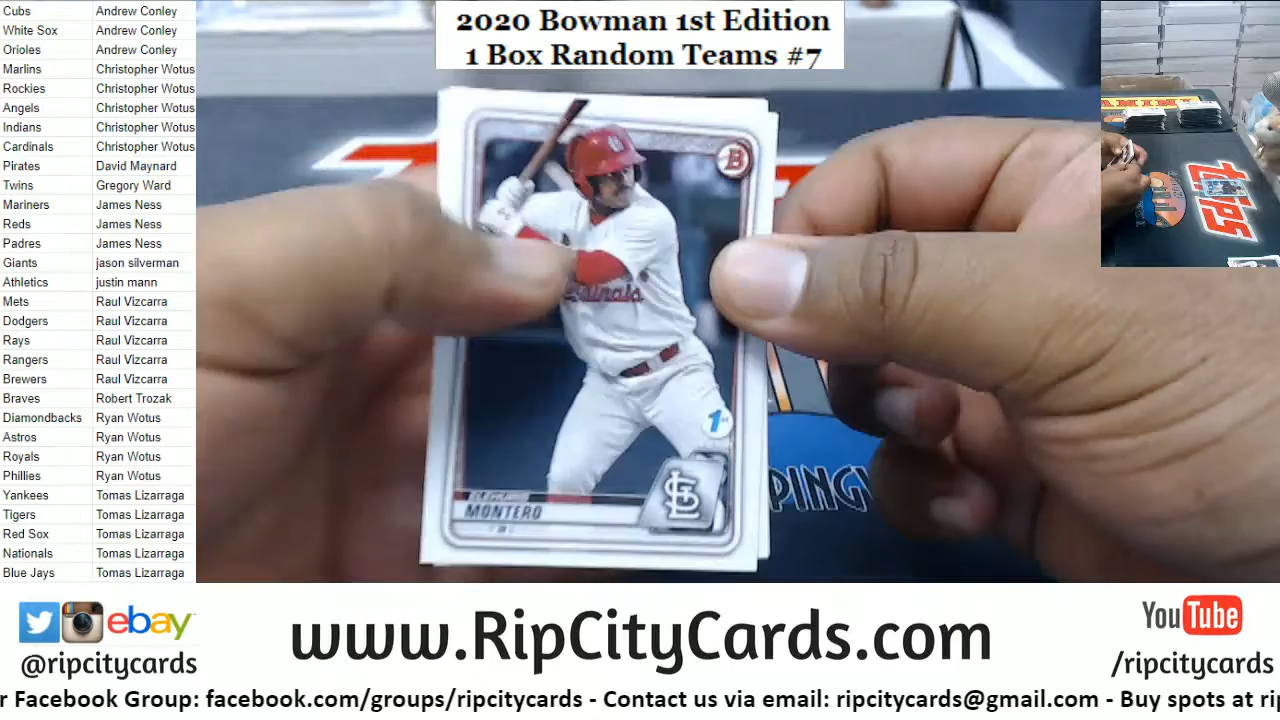 2020 Bowman 1st Edition
1 Box Random Teams #7
Cubs Andrew Conley
White Sox Andrew Conley
Orioles Andrew Conley
Marlins Christopher Wotus
Rockies Christopher Wotus
Angels Christopher Wotus
Indians Christopher Wotus
Cardinals Christopher Wotus
Pirates David Maynard
Twins Gregory Ward
Mariners James Ness
Reds James Ness
Padres James Ness
Giants jason silverman
Athletics justin mann
Mets Raul Vizcarra
Dodgers Raul Vizcarra
Rays Raul Vizcarra
Rangers Raul Vizcarra
Brewers Raul Vizcarra
Braves Robert Trozak
Diamondbacks Ryan Wotus
Astros Ryan Wotus
Royals Ryan Wotus
Phillies Ryan Wotus
Yankees Tomas Lizarraga
Tigers Tomas Lizarraga
Red Sox Tomas Lizarraga
Nationals Tomas Lizarraga
Blue Jays Tomas Lizarraga
B
1st
MONTERO
STL
PING
PANINI
topps
ebay
@ripcitycards
www.RipCityCards.com
YouTube
/ripcitycards
r Facebook Group: facebook.com/groups/ripcitycards - Contact us via email: ripcitycards@gmail.com - Buy spots at rip